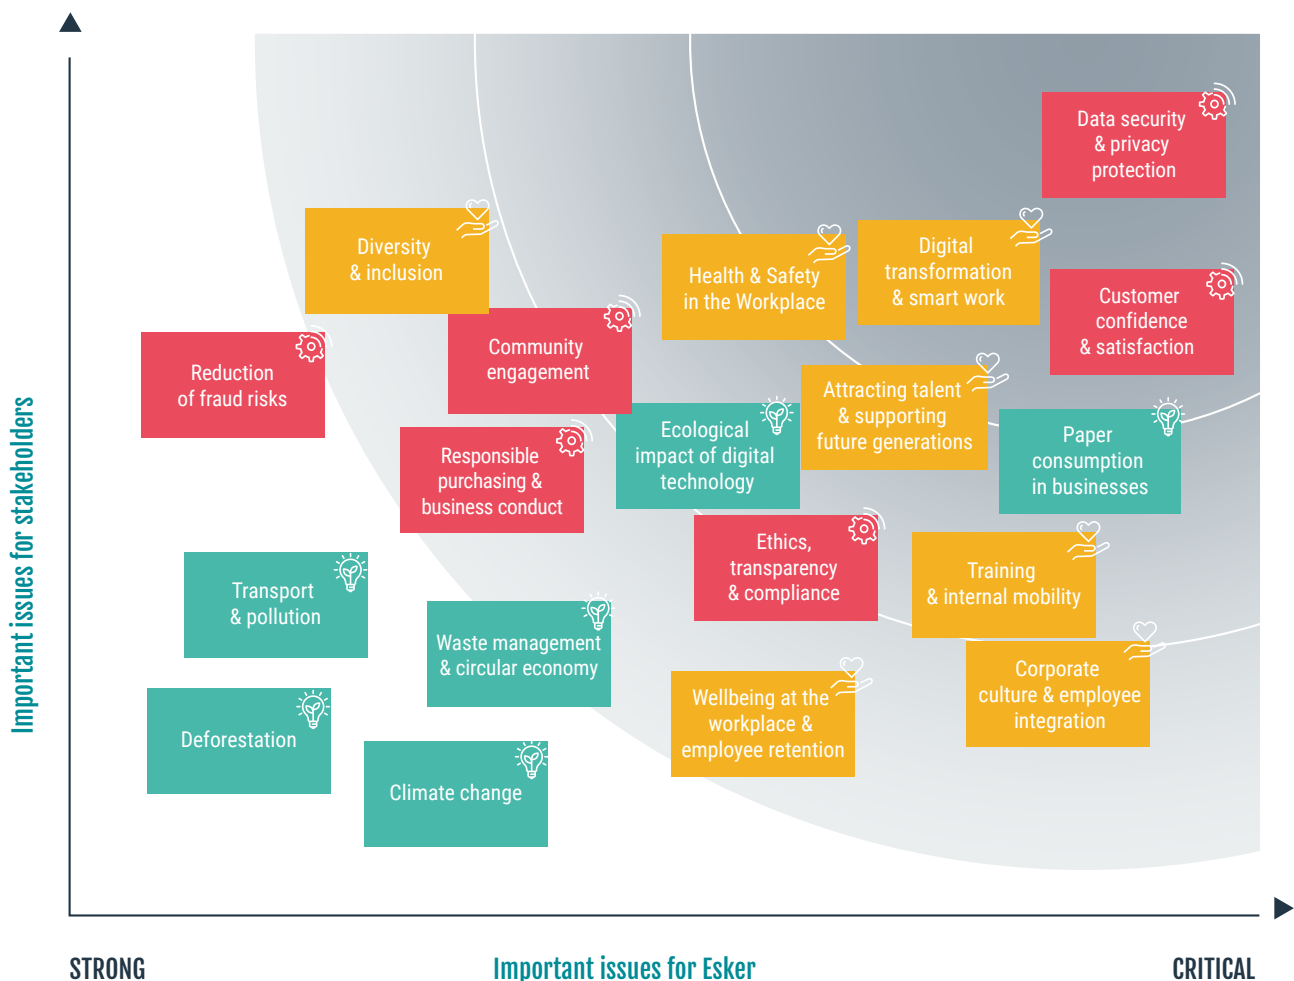 Important issues for stakeholders
Data security
& privacy
protection
Diversity
& inclusion
Health & Safety
in the Workplace
Digital
transformation
& smart work
Customer
confidence
& satisfaction
Reduction
of fraud risks
Community
engagement
Attracting talent
& supporting
future generations
Responsible
purchasing &
business conduct
Ecological
impact of digital
technology
Paper
consumption
in businesses
Ethics,
transparency
& compliance
Training
& internal mobility
Transport
& pollution
Waste management
& circular economy
Corporate
culture & employee
integration
Wellbeing at the
workplace &
employee retention
Deforestation
Climate change
STRONG
Important issues for Esker
CRITICAL